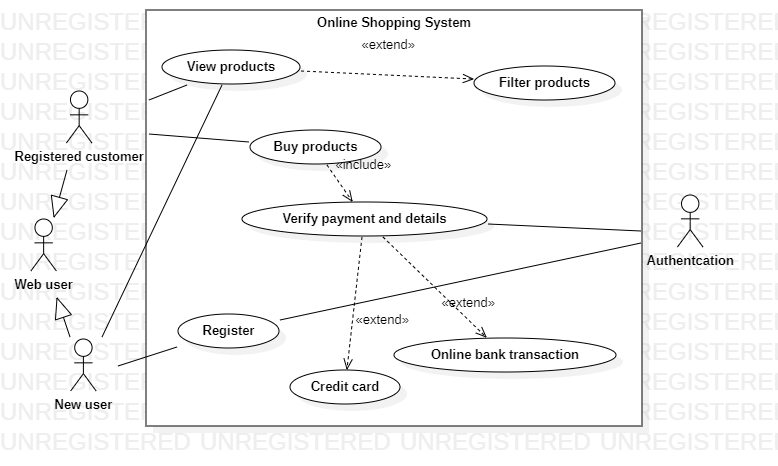 Online Shopping System
«extend»
View products
Filter products
Registered customer
Buy products
«include»
Verify payment and details
Authentcation
Web user
«extend»
«extend»
Register
Online bank transaction
Credit card
New user
UNREGISTERED UNREGISTERED UNREGISTERED UNREGISTERED